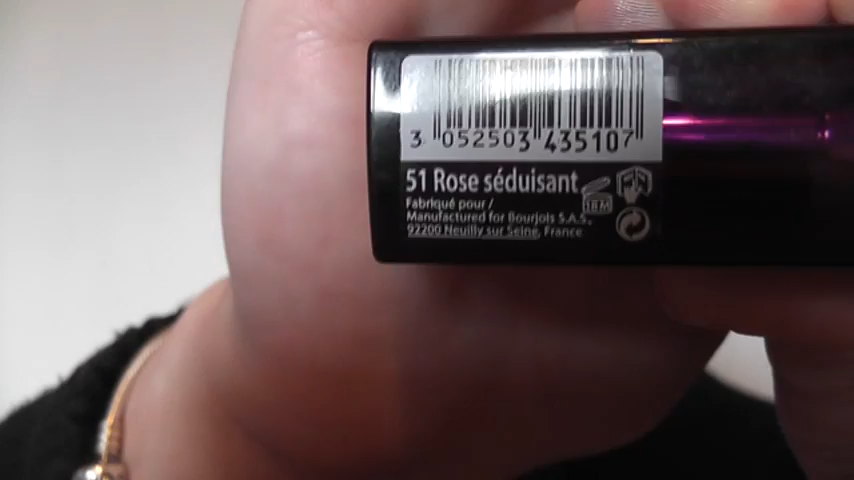 3 052503 435107
51 Rose séduisant
Fabriqué pour /
Manufactured for Bourjois S.A.S.
92200 Neuilly sur Seine, France
18M